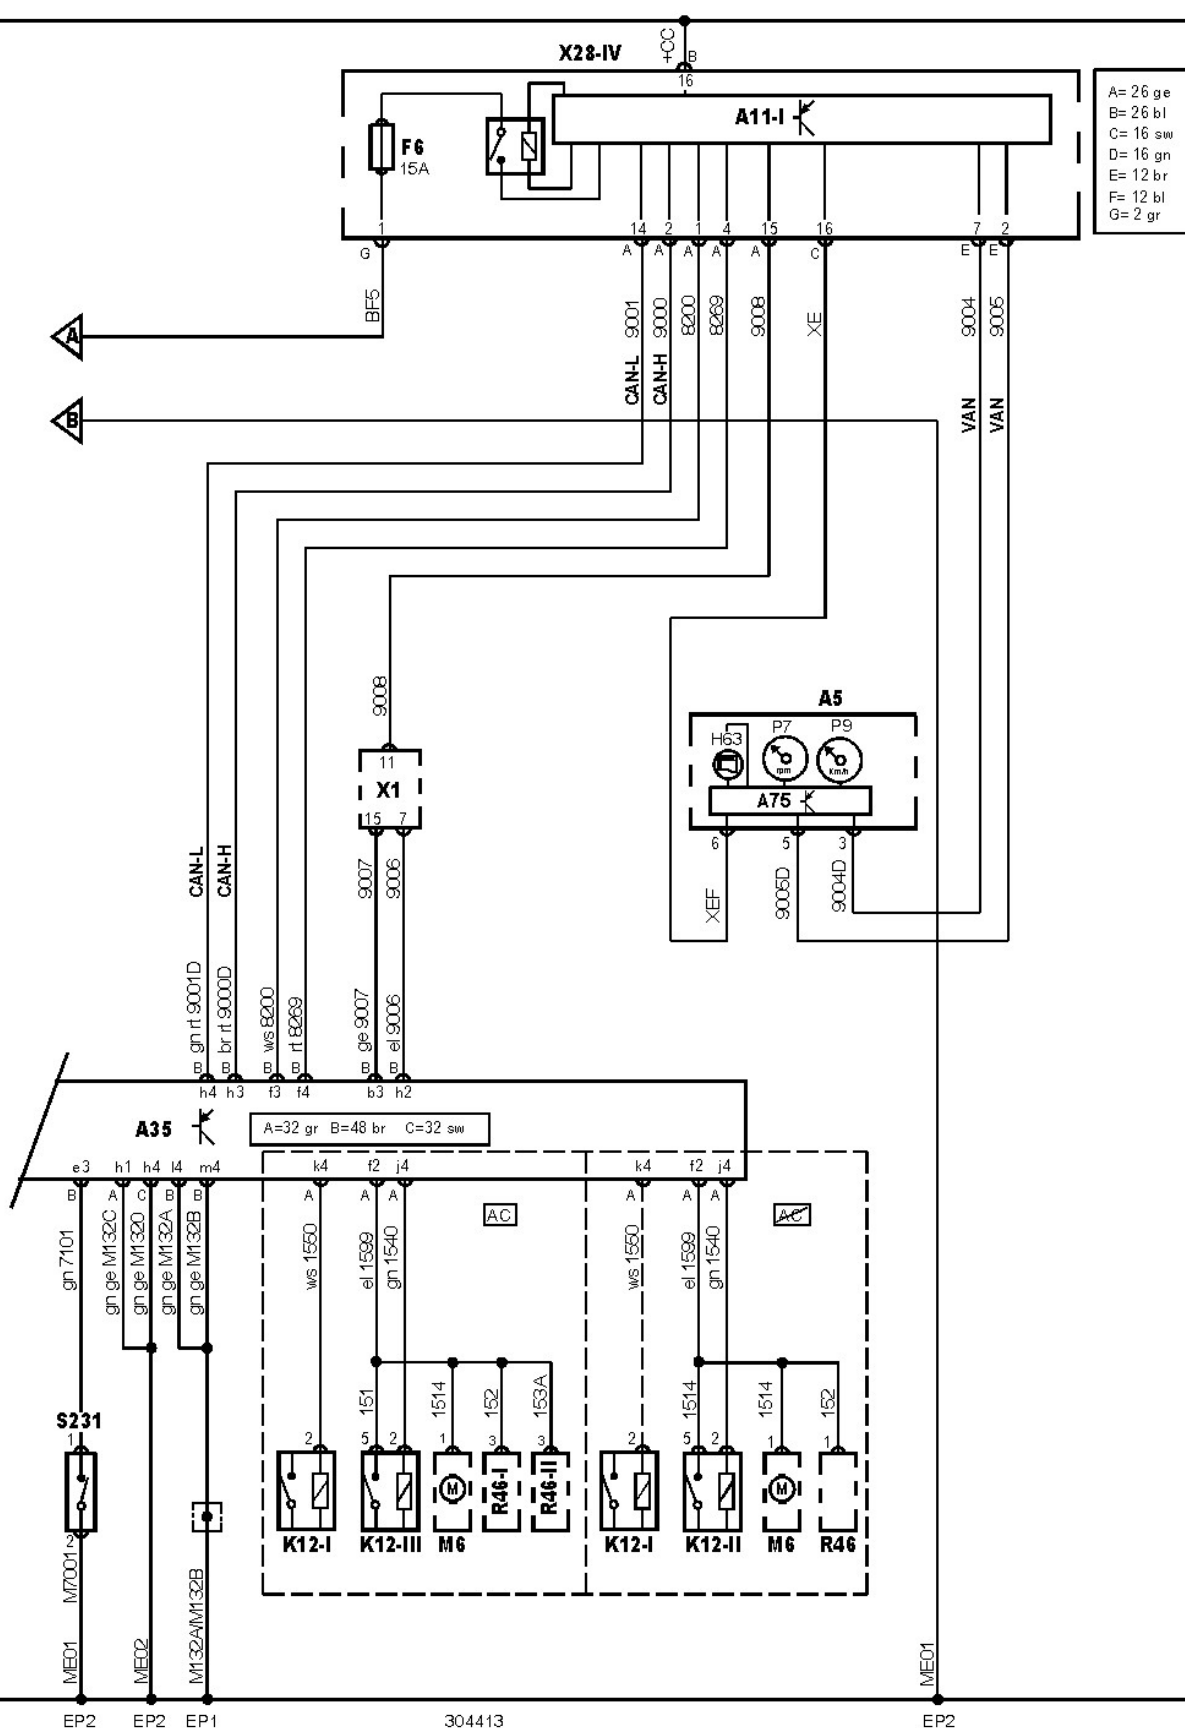 +CC
B
X28-IV
16
A11-I
F6
15A
A= 26 ge
B= 26 bl
C= 16 sw
D= 16 gn
E= 12 br
F= 12 bl
G= 2 gr
1 14 2 1 4 15 16 7 2
G A A A A A C E E
BF5 9001 9000 8200 8269 9008 XE 9004 9005
A
CAN-L CAN-H
B
VAN VAN
9008
A5
H63 P7 P9
rpm Km/h
A75
11
X1
15 7
6 5 3
CAN-L CAN-H
9007 9006
XEF 9005D 9004D
gn rt 9001D br rt 9000D ws 8200 rt 8269 ge 9007 el 9006
B B B B B B
h4 h3 f3 f4 b3 h2
A35
A=32 gr B=48 br C=32 sw
e3 h1 h4 l4 m4 k4 f2 j4 k4 f2 j4
B A C B B A A A A A A
AC
AC
gn 7101 gn ge M132C gn ge M1320 gn ge M132A gn ge M132B ws 1550 el 1599 gn 1540 ws 1550 el 1599 gn 1540
151 1514 152 153A 1514 1514 152
S231
1 2 5 2 1 3 3 2 5 2 1 1
M R46-I R46-II M
2
K12-I K12-III M6 K12-I K12-II M6 R46
M7001
M132A/M132B
ME01 ME02 ME01
EP2 EP2 EP1 304413 EP2